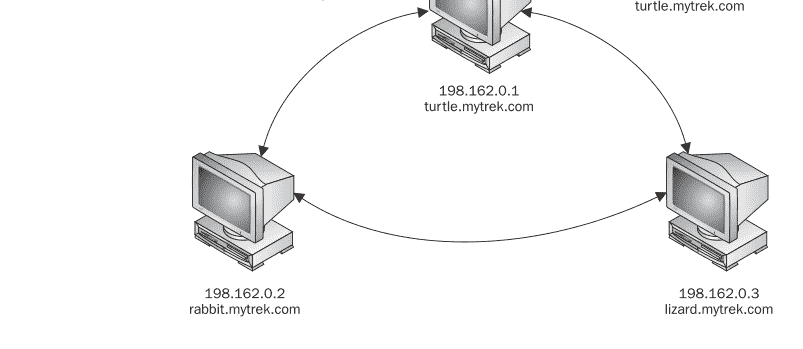 turtle.mytrek.com
198.162.0.1
turtle.mytrek.com
198.162.0.2
rabbit.mytrek.com
198.162.0.3
lizard.mytrek.com